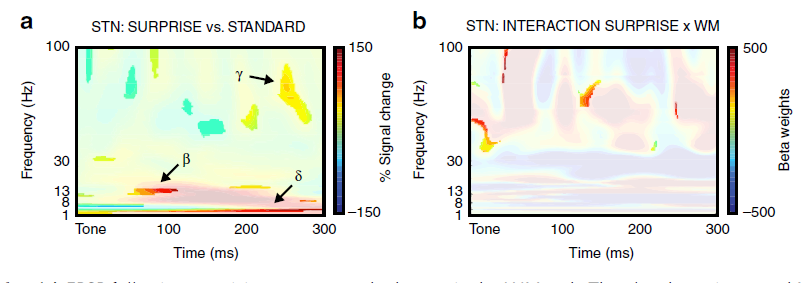 a
STN: SURPRISE vs. STANDARD
100
30
13
8
1
Frequency (Hz)
γ
β
δ
Tone
100
200
300
Time (ms)
150
−150
% Signal change
b
STN: INTERACTION SURPRISE x WM
100
30
13
8
1
Frequency (Hz)
Tone
100
200
300
Time (ms)
500
−500
Beta weights